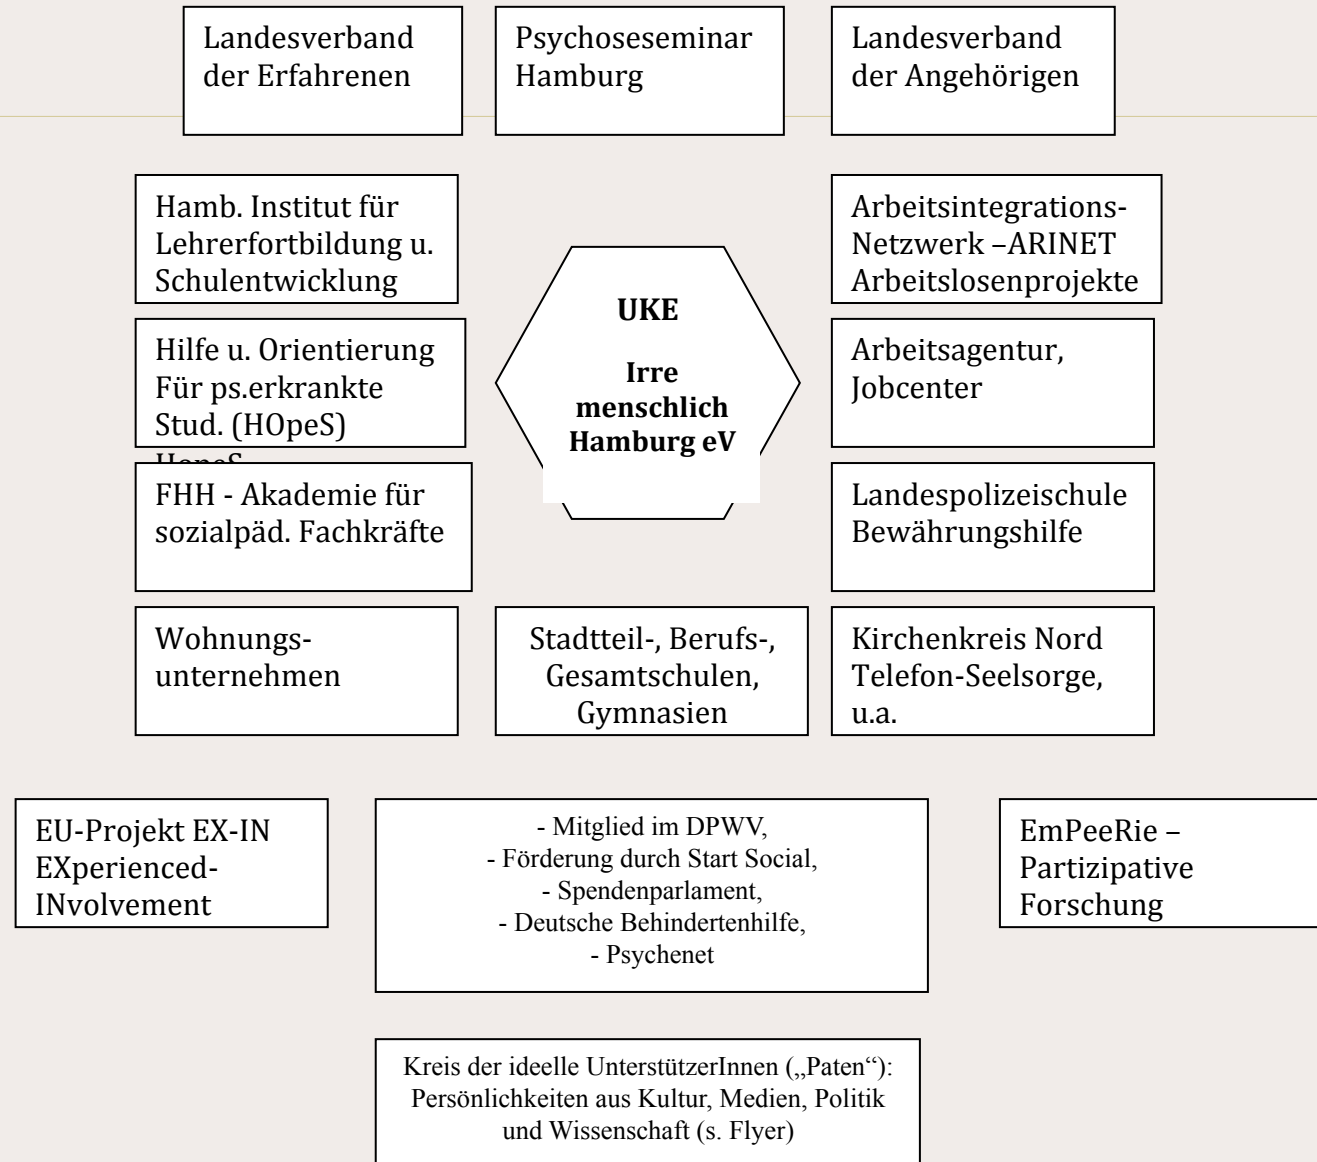 Landesverband
der Erfahrenen
Psychoseseminar
Hamburg
Landesverband
der Angehörigen
Hamb. Institut für
Lehrerfortbildung u.
Schulentwicklung
Arbeitsintegrations-
Netzwerk –ARINET
Arbeitslosenprojekte
UKE
Irre
menschlich
Hamburg eV
Hilfe u. Orientierung
Für ps.erkrankte
Stud. (HOpeS)
HopeS
Arbeitsagentur,
Jobcenter
FHH - Akademie für
sozialpäd. Fachkräfte
Landespolizeischule
Bewährungshilfe
Wohnungs-
unternehmen
Stadtteil-, Berufs-,
Gesamtschulen,
Gymnasien
Kirchenkreis Nord
Telefon-Seelsorge,
u.a.
EU-Projekt EX-IN
EXperienced-
INvolvement
- Mitglied im DPWV,
- Förderung durch Start Social,
- Spendenparlament,
- Deutsche Behindertenhilfe,
- Psychenet
EmPeeRie –
Partizipative
Forschung
Kreis der ideelle UnterstützerInnen („Paten“):
Persönlichkeiten aus Kultur, Medien, Politik
und Wissenschaft (s. Flyer)